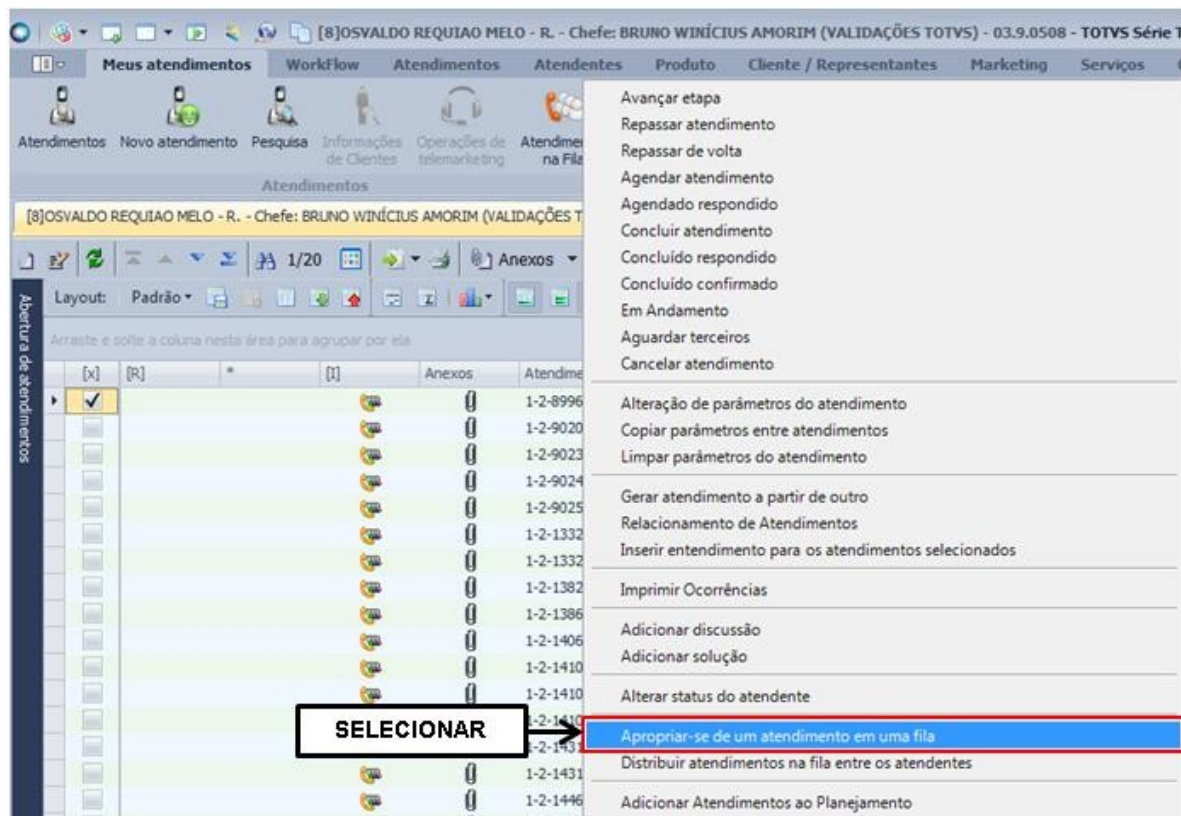 [8]OSVALDO REQUIAO MELO - R. - Chefe: BRUNO WINÍCIUS AMORIM (VALIDAÇÕES TOTVS) - 03.9.0508 - TOTVS Série T
Meus atendimentos WorkFlow Atendimentos Atendentes Produto Cliente / Representantes Marketing Serviços
Atendimentos Novo atendimento Pesquisa Informações de Clientes Operações de telemarketing Atendimen na Fila
Atendimentos
[8]OSVALDO REQUIAO MELO - R. - Chefe: BRUNO WINÍCIUS AMORIM (VALIDAÇÕES T
1/20 Anexos
Layout: Padrão
Arraste e solte a coluna nesta área para agrupar por ela
Abertura de atendimentos
[x] [R] * [I] Anexos Atendime
1-2-8996
1-2-9020
1-2-9023
1-2-9024
1-2-9025
1-2-1332
1-2-1332
1-2-1382
1-2-1386
1-2-1406
1-2-1410
1-2-1410
1-2-1410
1-2-1431
1-2-1431
1-2-1446
SELECIONAR
Avançar etapa
Repassar atendimento
Repassar de volta
Agendar atendimento
Agendado respondido
Concluir atendimento
Concluído respondido
Concluído confirmado
Em Andamento
Aguardar terceiros
Cancelar atendimento
Alteração de parâmetros do atendimento
Copiar parâmetros entre atendimentos
Limpar parâmetros do atendimento
Gerar atendimento a partir de outro
Relacionamento de Atendimentos
Inserir entendimento para os atendimentos selecionados
Imprimir Ocorrências
Adicionar discussão
Adicionar solução
Alterar status do atendente
Apropriar-se de um atendimento em uma fila
Distribuir atendimentos na fila entre os atendentes
Adicionar Atendimentos ao Planejamento